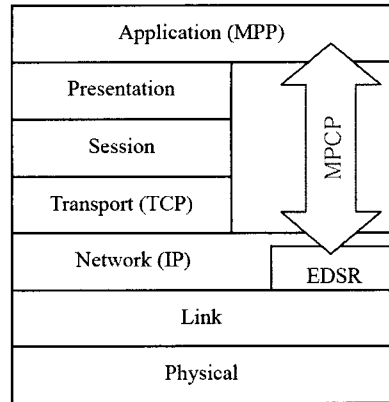 Application (MPP)
Presentation
Session
Transport (TCP)
MPCP
Network (IP)
EDSR
Link
Physical